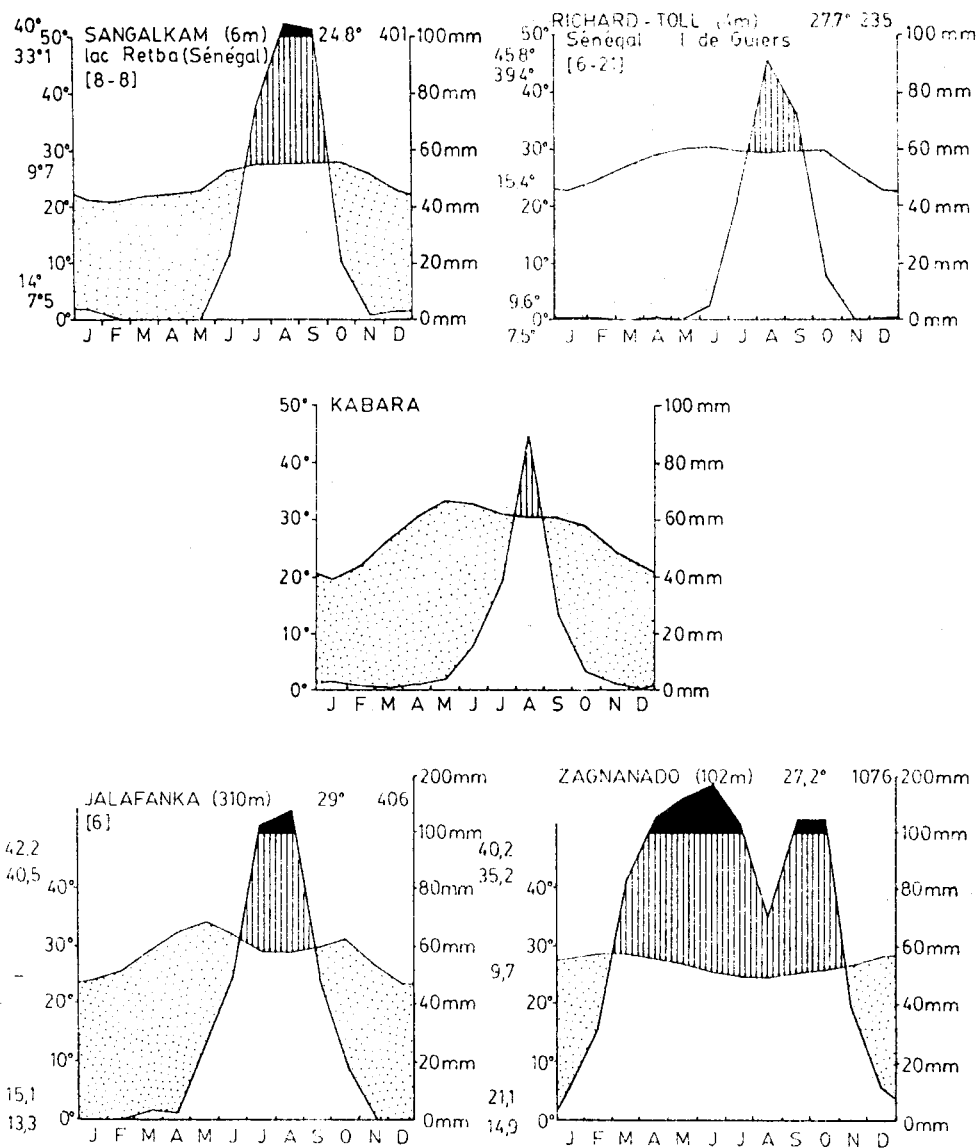 SANGALKAM (6m) 24.8° 401
lac Retba (Sénégal)
[8-8]
40°
33°1
9°7
14°
7°5
50°
40°
30°
20°
10°
0°
100mm
80mm
60mm
40mm
20mm
0mm
J F M A M J J A S O N D
RICHARD-TOLL (4m) 27.7° 235
Sénégal l de Guiers
[6-21]
45.8°
39.4°
15.4°
9.6°
7.5°
50°
40°
30°
20°
10°
0°
100mm
80mm
60mm
40mm
20mm
0mm
J F M A M J J A S O N D
KABARA
50°
40°
30°
20°
10°
0°
100mm
80mm
60mm
40mm
20mm
0mm
J F M A M J J A S O N D
JALAFANKA (310m) 29° 406
[6]
42,2
40,5
–
15,1
13,3
40°
30°
20°
10°
0°
200mm
100mm
80mm
60mm
40mm
20mm
0mm
J F M A M J J A S O N D
ZAGNANADO (102m) 27,2° 1076
40,2
35,2
9,7
21,1
14,9
40°
30°
20°
10°
0°
200mm
100mm
80mm
60mm
40mm
20mm
0mm
J F M A M J J A S O N D